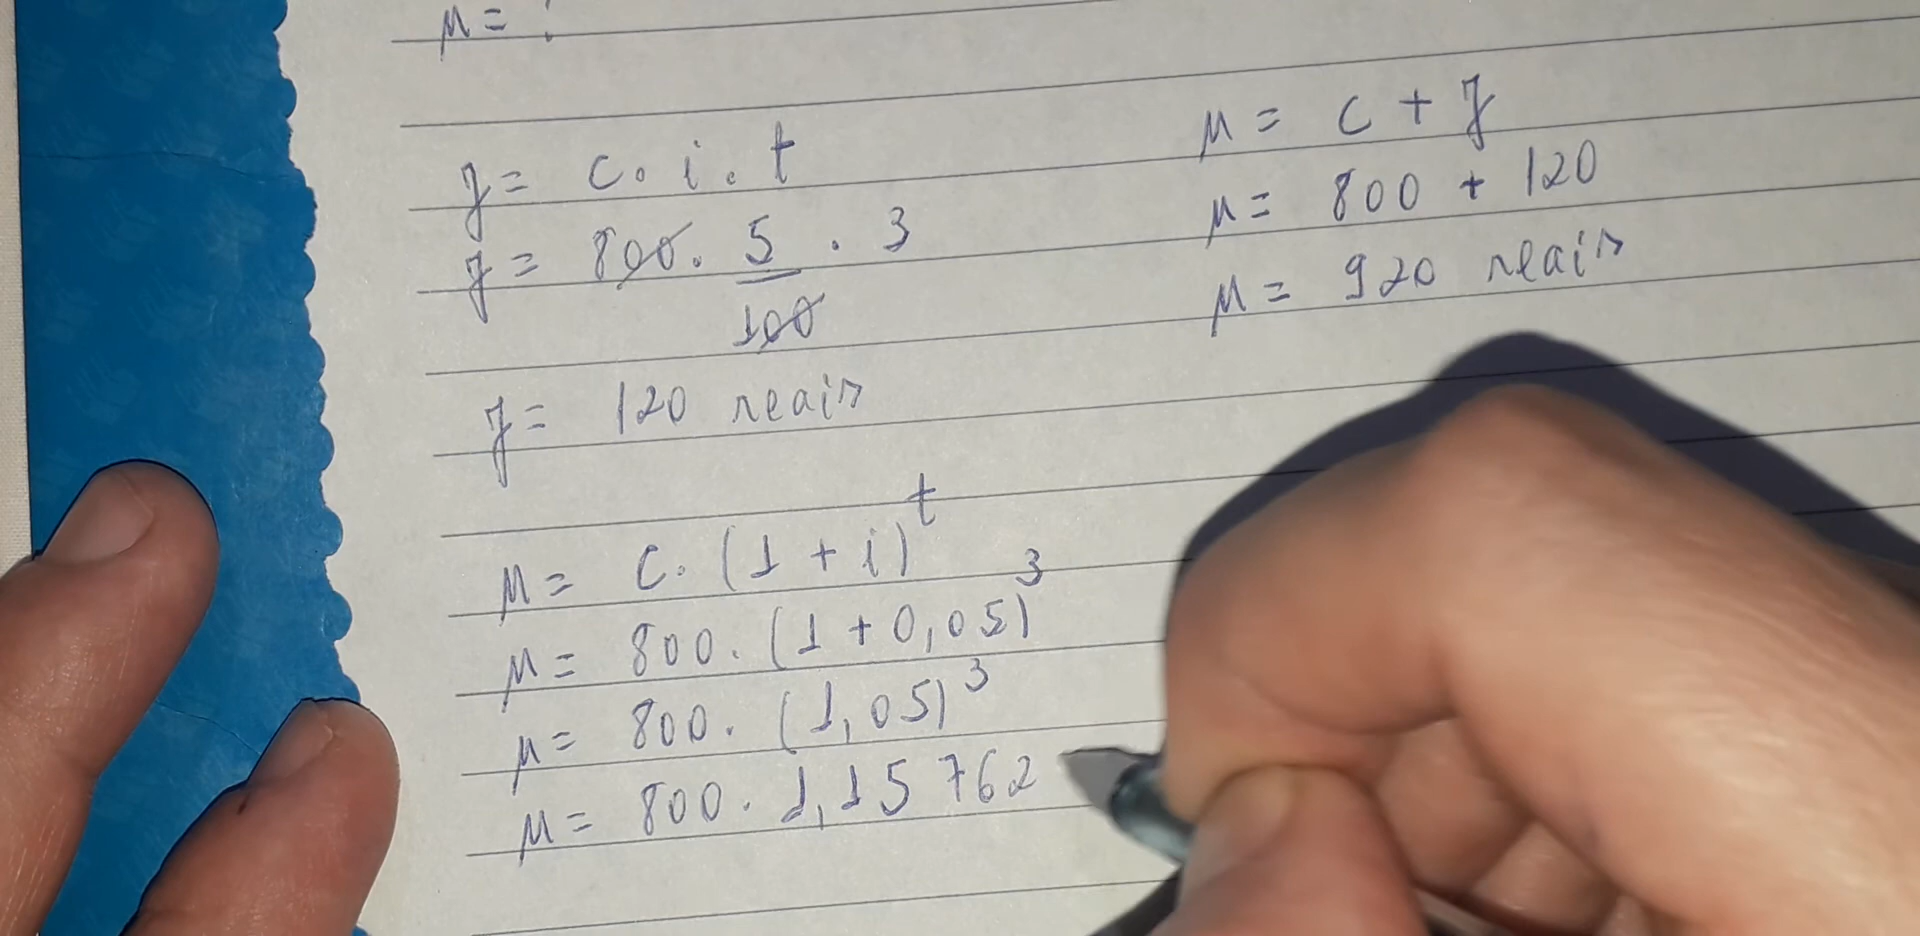 M = ?
J = C . i . t
J = 800 . 5/100 . 3
J = 120 reais
M = C + J
M = 800 + 120
M = 920 reais
M = C . (1 + i)^t
M = 800 . (1 + 0,05)^3
M = 800 . (1,05)^3
M = 800 . 1,15762